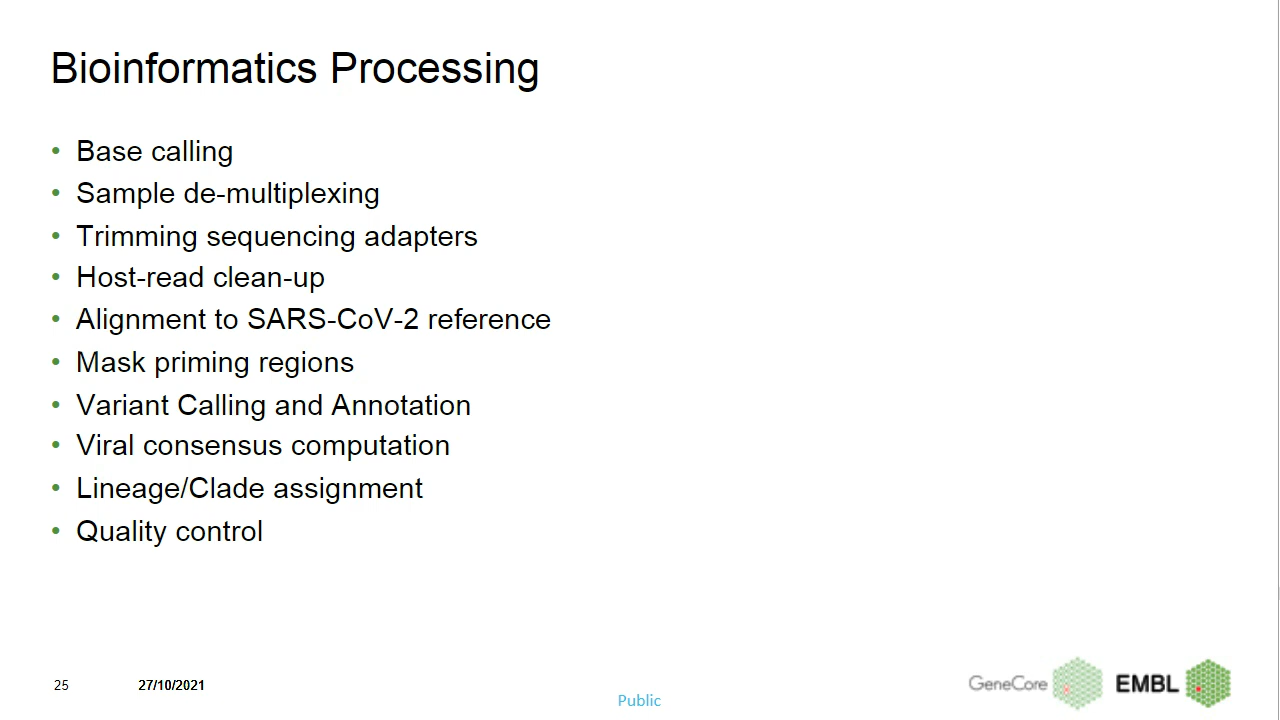 Bioinformatics Processing
• Base calling
• Sample de-multiplexing
• Trimming sequencing adapters
• Host-read clean-up
• Alignment to SARS-CoV-2 reference
• Mask priming regions
• Variant Calling and Annotation
• Viral consensus computation
• Lineage/Clade assignment
• Quality control
25 27/10/2021
Public
GeneCore EMBL